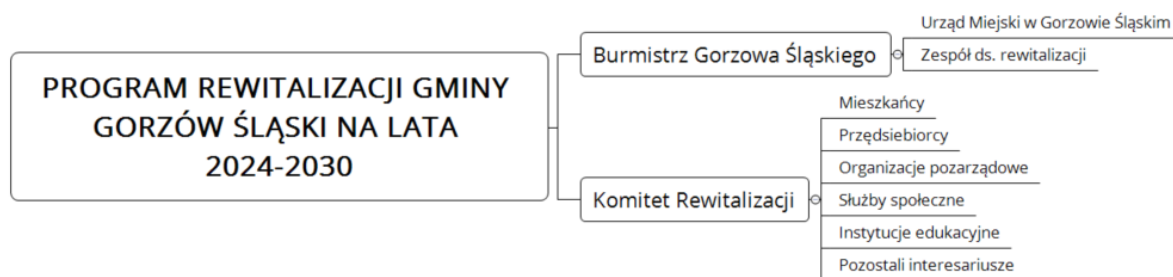 PROGRAM REWITALIZACJI GMINY
GORZÓW ŚLĄSKI NA LATA
2024-2030
Burmistrz Gorzowa Śląskiego
Urząd Miejski w Gorzowie Śląskim
Zespół ds. rewitalizacji
Komitet Rewitalizacji
Mieszkańcy
Przędsiebiorcy
Organizacje pozarządowe
Służby społeczne
Instytucje edukacyjne
Pozostali interesariusze